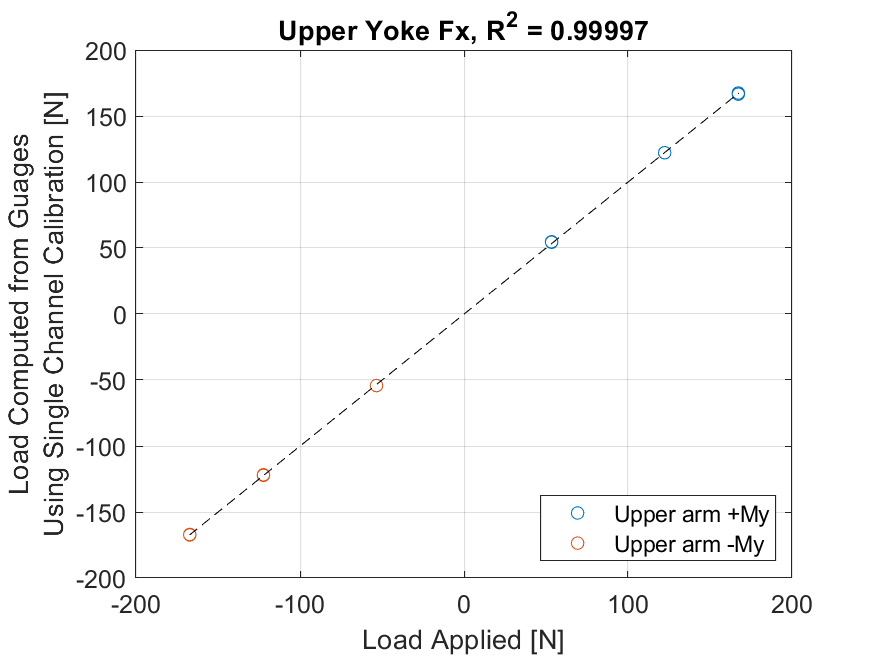 Upper Yoke Fx, R² = 0.99997
Load Computed from Guages
Using Single Channel Calibration [N]
200
150
100
50
0
-50
-100
-150
-200
-200
-100
0
100
200
Load Applied [N]
Upper arm +My
Upper arm -My